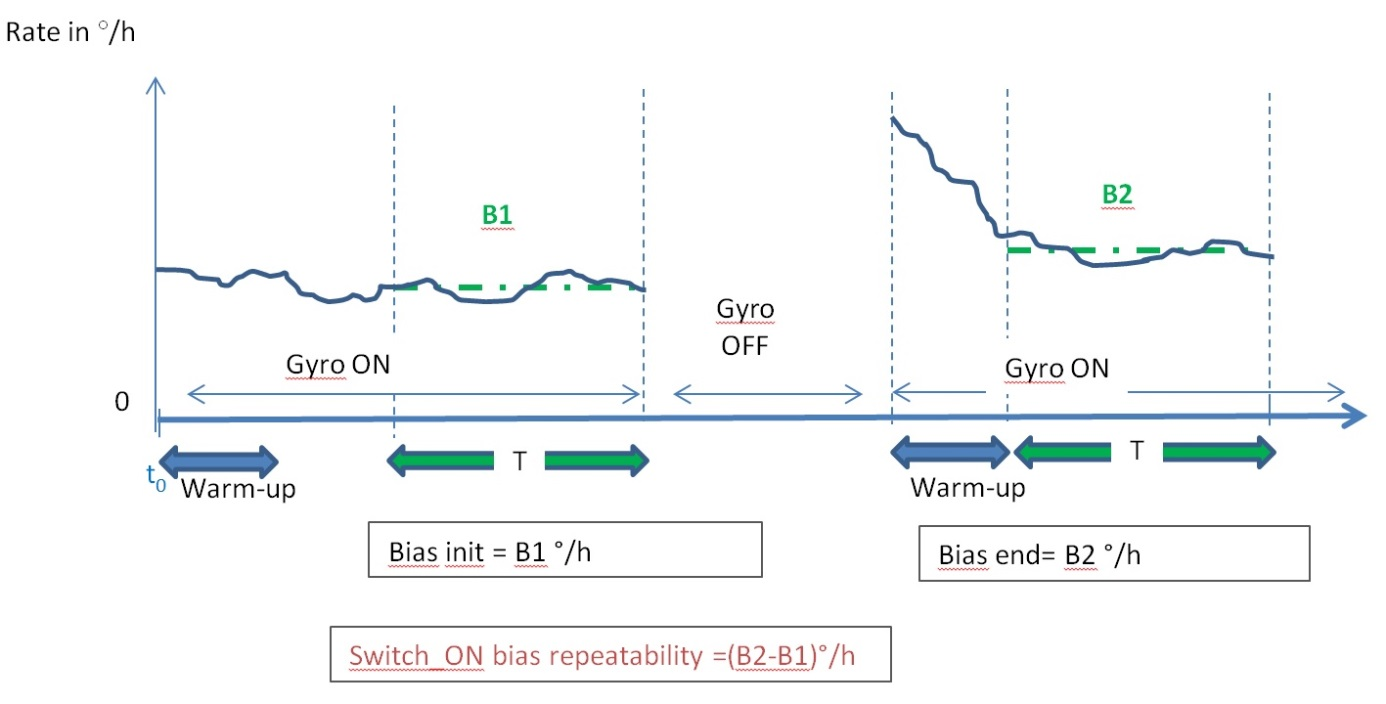 Rate in °/h
B1
B2
Gyro
OFF
Gyro ON
Gyro ON
0
T
T
t0
Warm-up
Warm-up
Bias init = B1 °/h
Bias end= B2 °/h
Switch_ON bias repeatability =(B2-B1)°/h